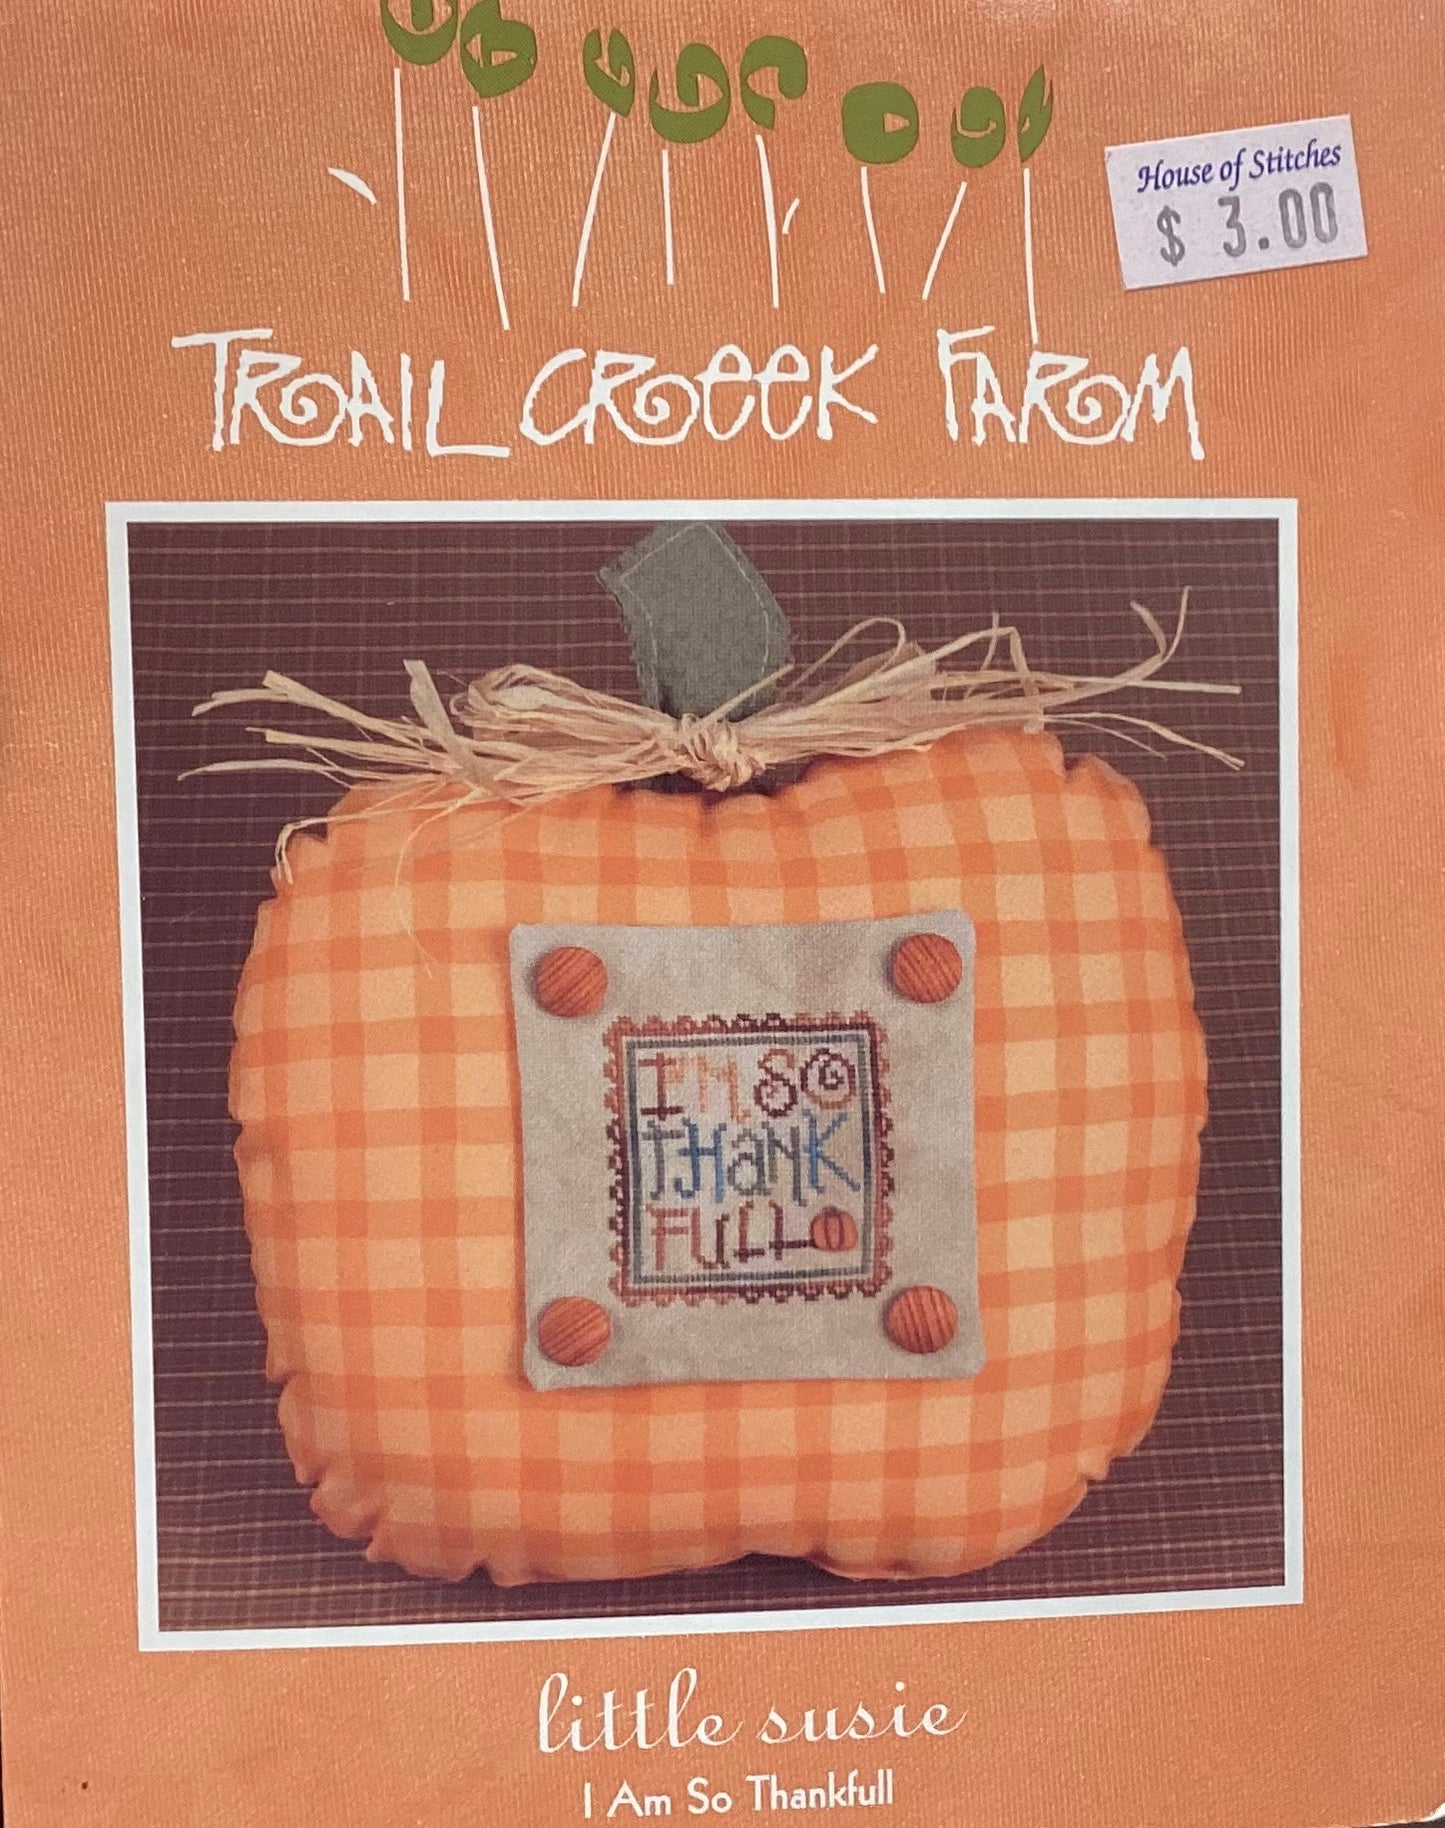 House of Stitches
$ 3.00
TRAIL CREEK FARM
I'M SO
THANK
FULL
little susie
I Am So Thankfull